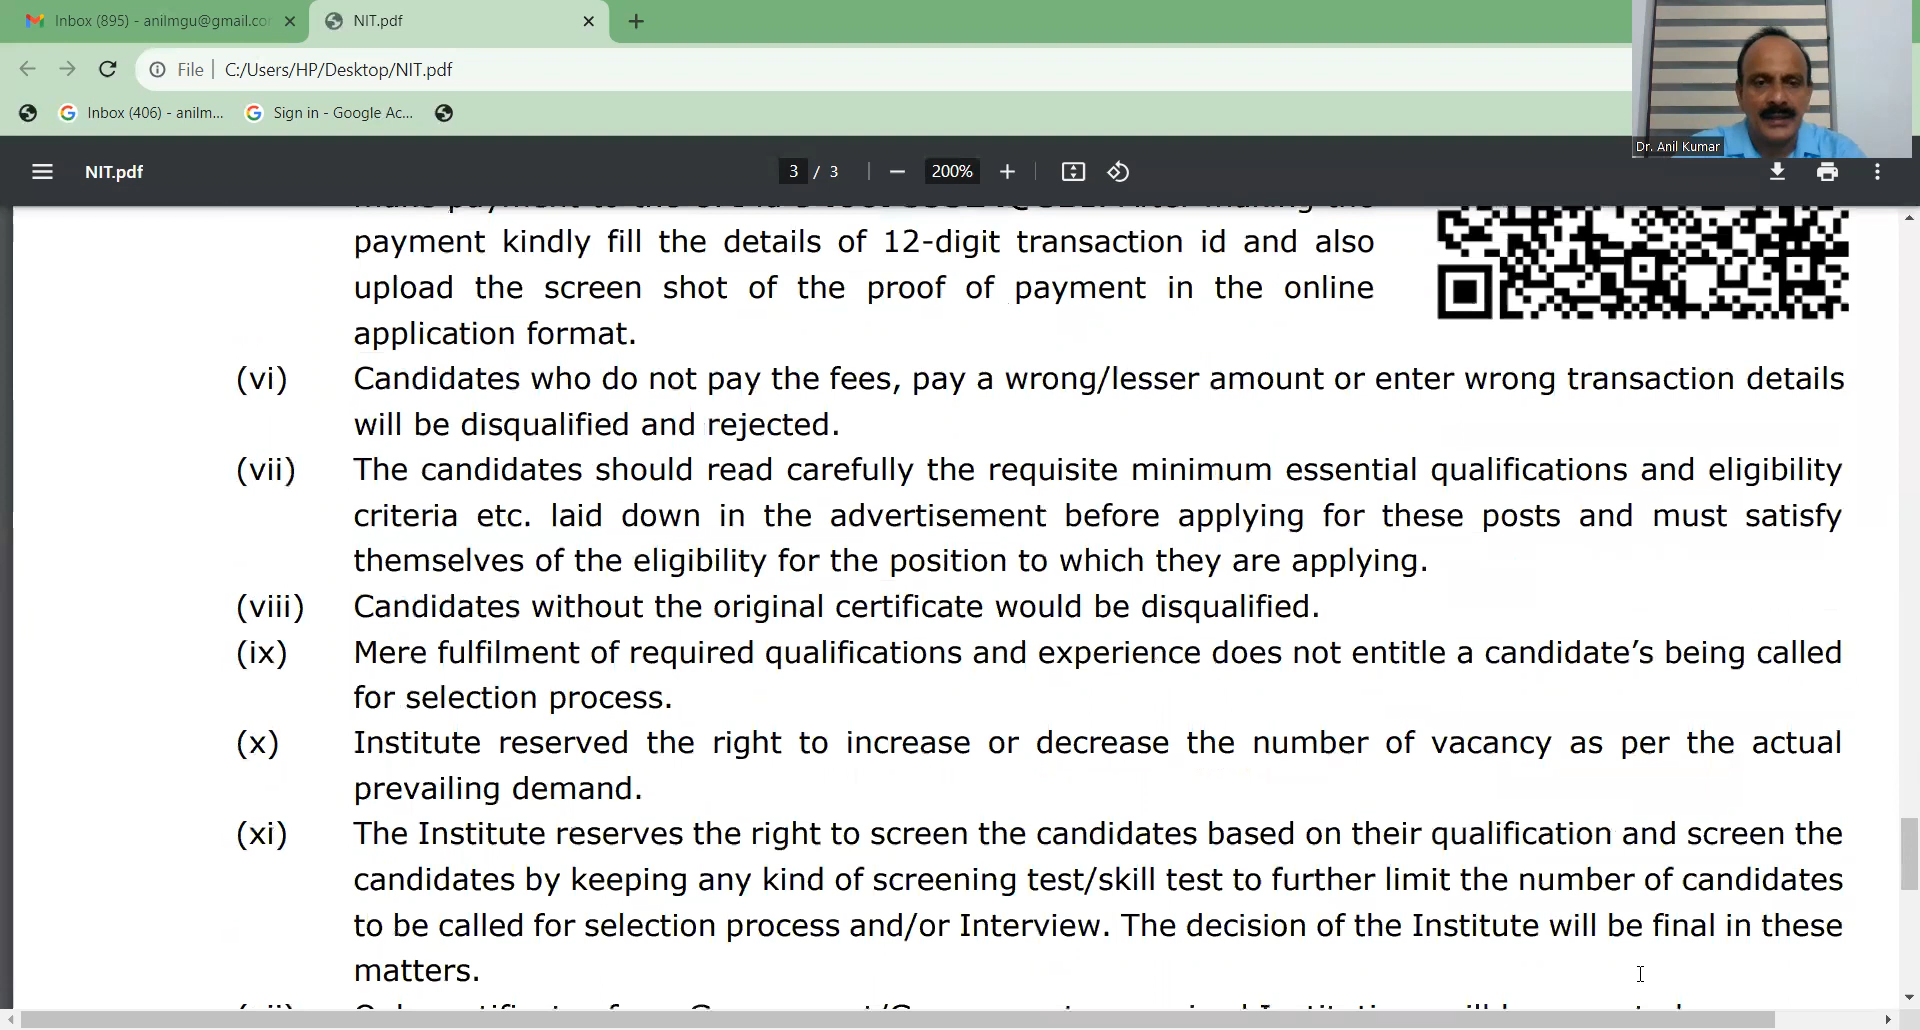 Inbox (895) - anilmgu@gmail.co
NIT.pdf
File
C:/Users/HP/Desktop/NIT.pdf
Inbox (406) - anilm...
Sign in - Google Ac...
Dr. Anil Kumar
NIT.pdf
3 / 3
200%
payment kindly fill the details of 12-digit transaction id and also
upload the screen shot of the proof of payment in the online
application format.
(vi) Candidates who do not pay the fees, pay a wrong/lesser amount or enter wrong transaction details
will be disqualified and rejected.
(vii) The candidates should read carefully the requisite minimum essential qualifications and eligibility
criteria etc. laid down in the advertisement before applying for these posts and must satisfy
themselves of the eligibility for the position to which they are applying.
(viii) Candidates without the original certificate would be disqualified.
(ix) Mere fulfilment of required qualifications and experience does not entitle a candidate’s being called
for selection process.
(x) Institute reserved the right to increase or decrease the number of vacancy as per the actual
prevailing demand.
(xi) The Institute reserves the right to screen the candidates based on their qualification and screen the
candidates by keeping any kind of screening test/skill test to further limit the number of candidates
to be called for selection process and/or Interview. The decision of the Institute will be final in these
matters.